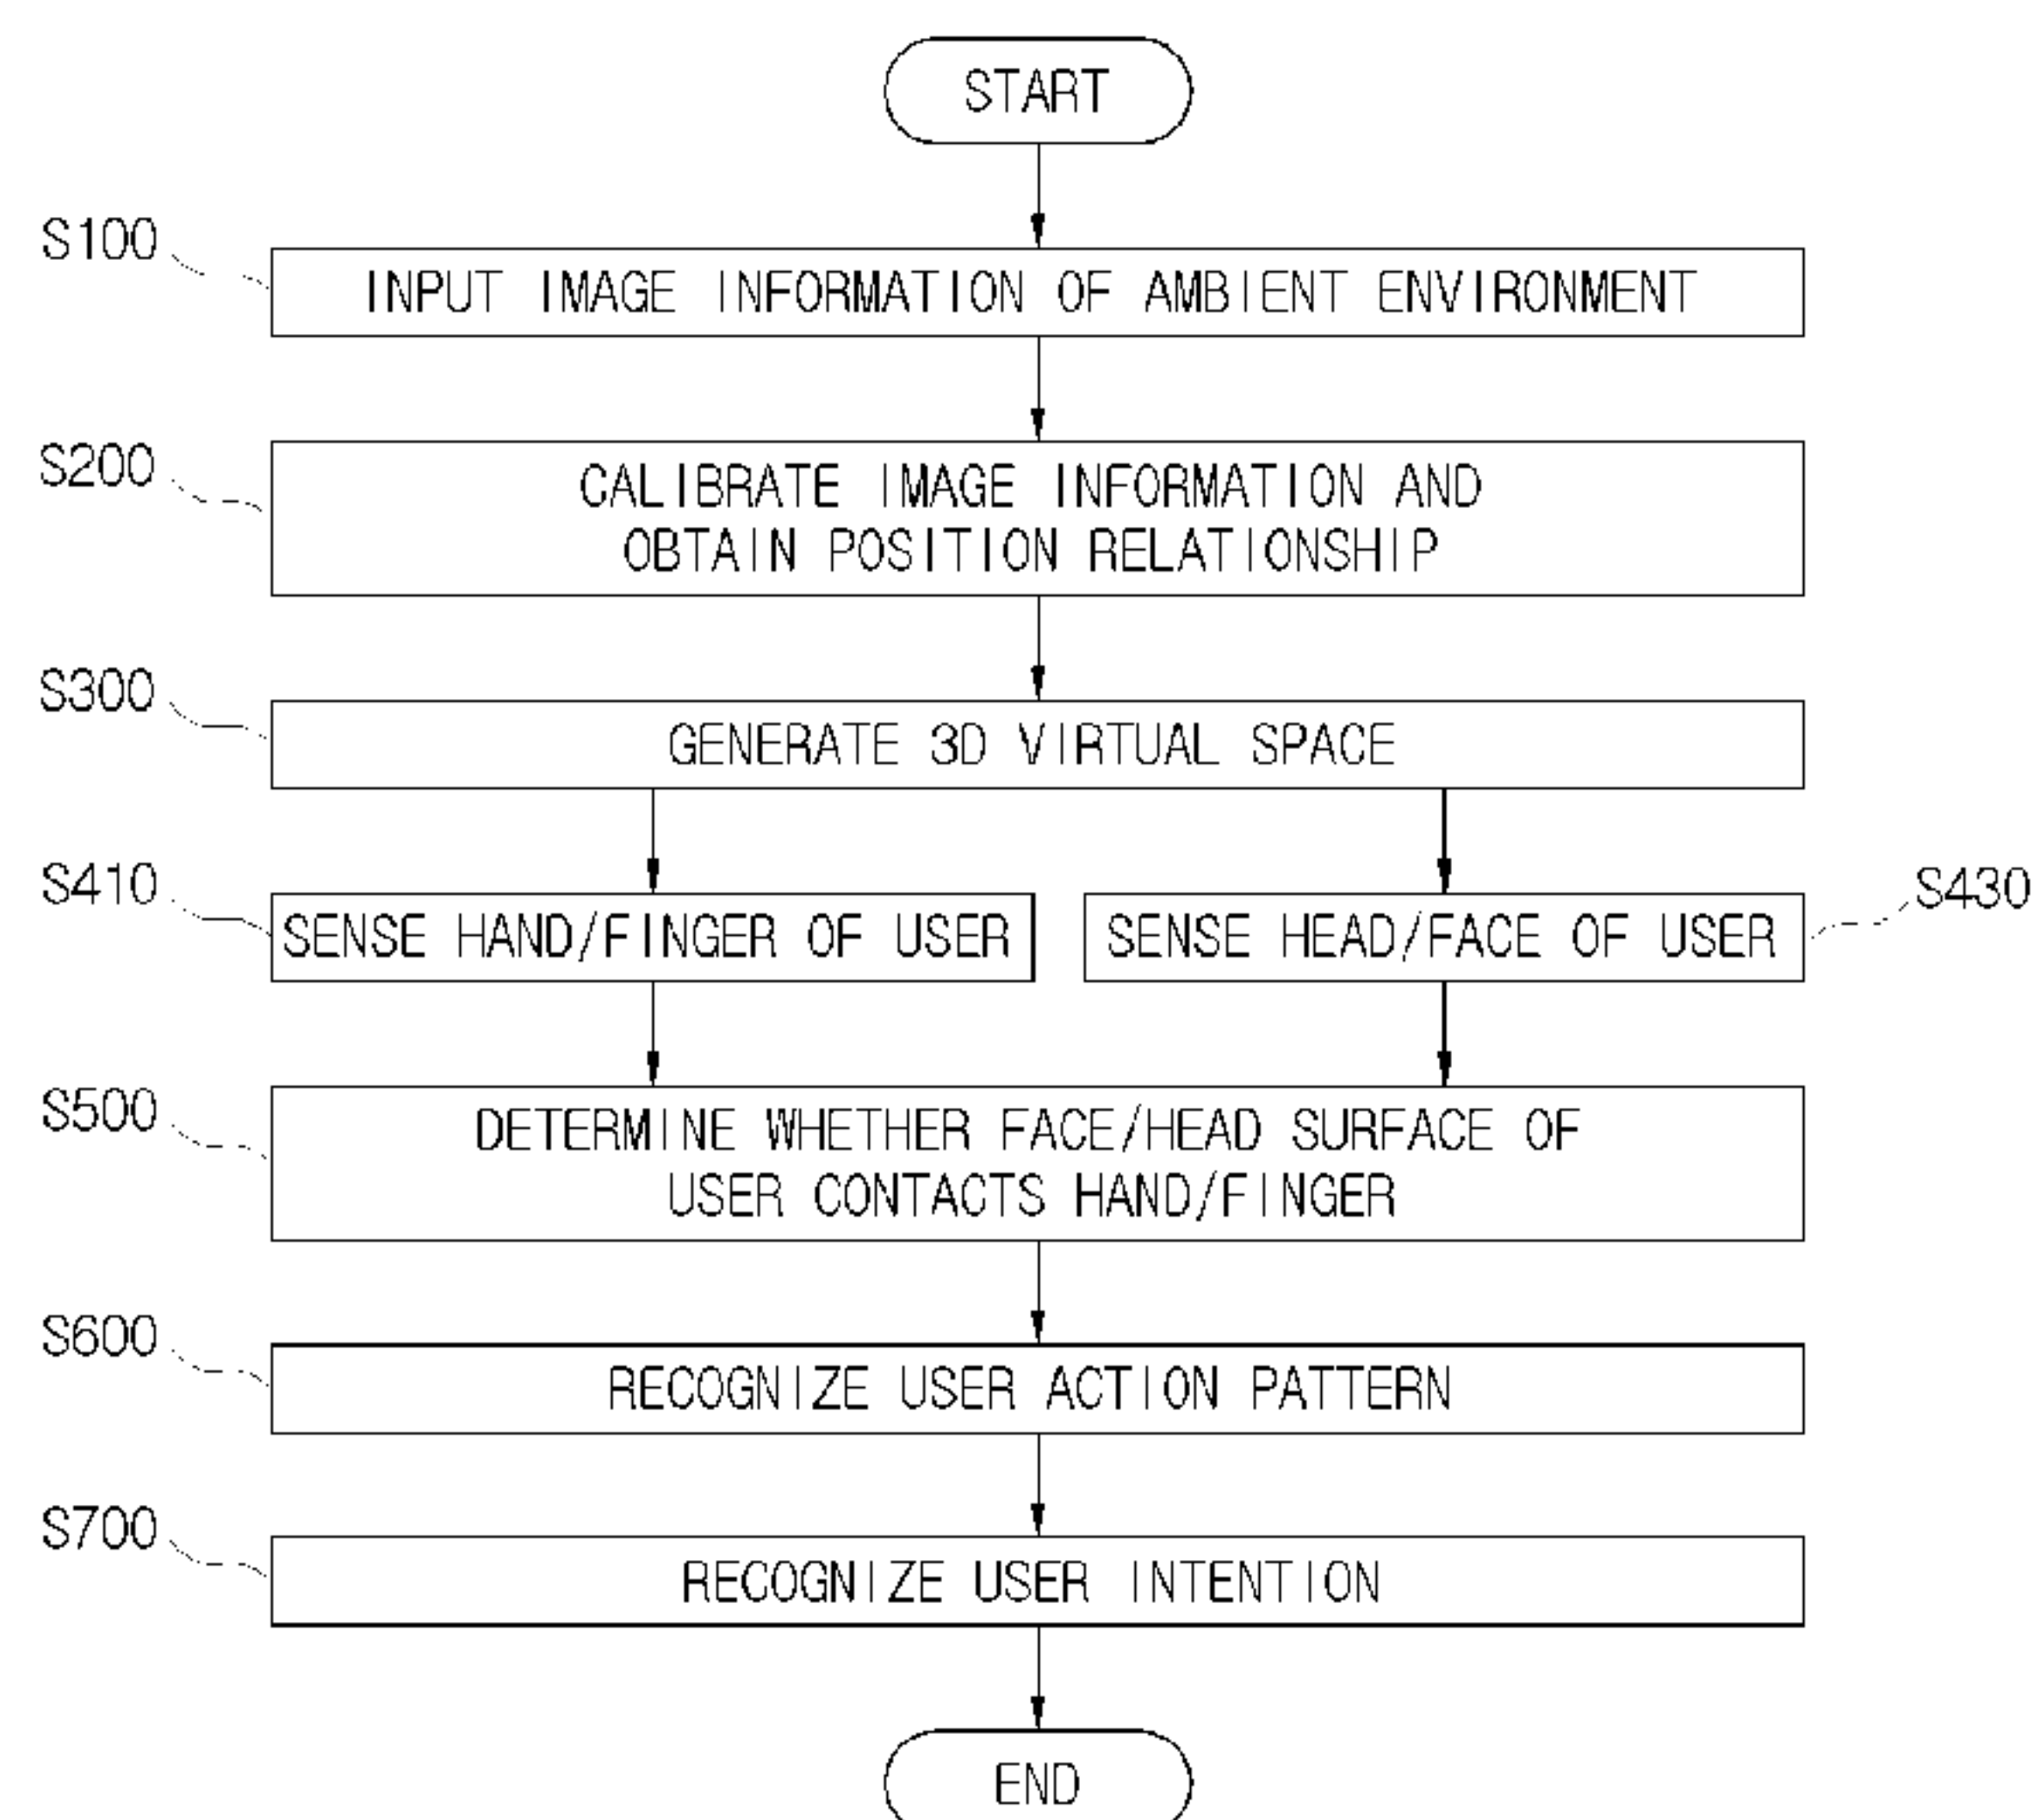 START
S100
INPUT IMAGE INFORMATION OF AMBIENT ENVIRONMENT
S200
CALIBRATE IMAGE INFORMATION AND
OBTAIN POSITION RELATIONSHIP
S300
GENERATE 3D VIRTUAL SPACE
S410
SENSE HAND/FINGER OF USER
SENSE HEAD/FACE OF USER
S430
S500
DETERMINE WHETHER FACE/HEAD SURFACE OF
USER CONTACTS HAND/FINGER
S600
RECOGNIZE USER ACTION PATTERN
S700
RECOGNIZE USER INTENTION
END